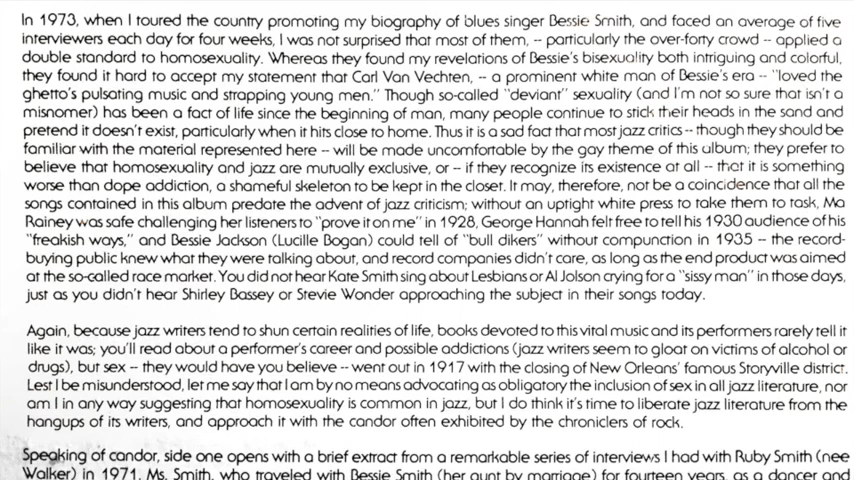 In 1973, when I toured the country promoting my biography of blues singer Bessie Smith, and faced an average of five
interviewers each day for four weeks, I was not surprised that most of them, -- particularly the over-forty crowd -- applied a
double standard to homosexuality. Whereas they found my revelations of Bessie's bisexuality both intriguing and colorful,
they found it hard to accept my statement that Carl Van Vechten, -- a prominent white man of Bessie's era -- "loved the
ghetto's pulsating music and strapping young men." Though so-called "deviant" sexuality (and I'm not so sure that isn't a
misnomer) has been a fact of life since the beginning of man, many people continue to stick their heads in the sand and
pretend it doesn't exist, particularly when it hits close to home. Thus it is a sad fact that most jazz critics -- though they should be
familiar with the material represented here -- will be made uncomfortable by the gay theme of this album; they prefer to
believe that homosexuality and jazz are mutually exclusive, or -- if they recognize its existence at all -- that it is something
worse than dope addiction, a shameful skeleton to be kept in the closet. It may, therefore, not be a coincidence that all the
songs contained in this album predate the advent of jazz criticism; without an uptight white press to take them to task, Ma
Rainey was safe challenging her listeners to "prove it on me" in 1928, George Hannah felt free to tell his 1930 audience of his
"freakish ways," and Bessie Jackson (Lucille Bogan) could tell of "bull dikers" without compunction in 1935 -- the record-
buying public knew what they were talking about, and record companies didn't care, as long as the end product was aimed
at the so-called race market. You did not hear Kate Smith sing about Lesbians or Al Jolson crying for a "sissy man" in those days,
just as you didn't hear Shirley Bassey or Stevie Wonder approaching the subject in their songs today.
Again, because jazz writers tend to shun certain realities of life, books devoted to this vital music and its performers rarely tell it
like it was; you'll read about a performer's career and possible addictions (jazz writers seem to gloat on victims of alcohol or
drugs), but sex -- they would have you believe -- went out in 1917 with the closing of New Orleans' famous Storyville district.
Lest I be misunderstood, let me say that I am by no means advocating as obligatory the inclusion of sex in all jazz literature, nor
am I in any way suggesting that homosexuality is common in jazz, but I do think it's time to liberate jazz literature from the
hangups of its writers, and approach it with the candor often exhibited by the chroniclers of rock.
Speaking of candor, side one opens with a brief extract from a remarkable series of interviews I had with Ruby Smith (nee
Walker) in 1971. Ms. Smith, who traveled with Bessie Smith (her aunt by marriage) for fourteen years, as a dancer and